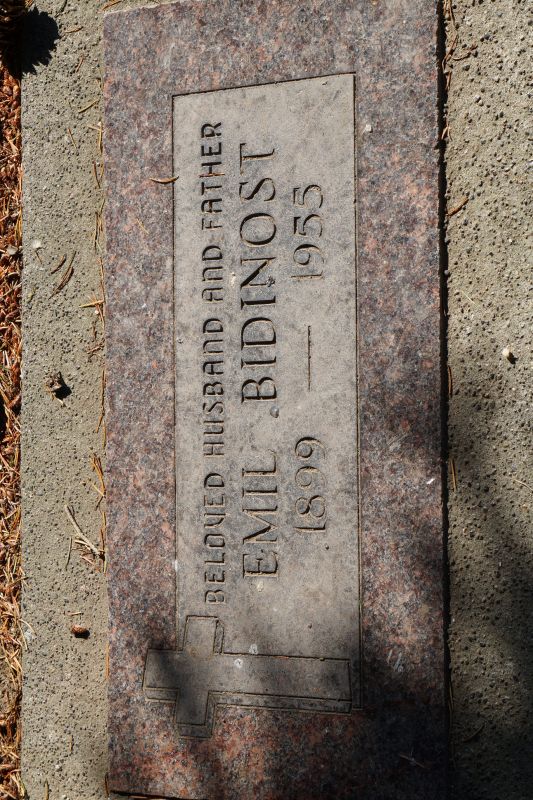 BELOVED HUSBAND AND FATHER
EMIL BIDINOST
1899 — 1955